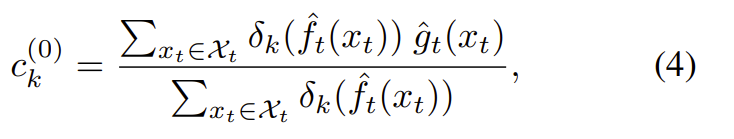 c_k^{(0)} = \frac{\sum_{x_t \in \mathcal{X}_t} \delta_k(\hat{f}_t(x_t)) \, \hat{g}_t(x_t)}{\sum_{x_t \in \mathcal{X}_t} \delta_k(\hat{f}_t(x_t))}, (4)